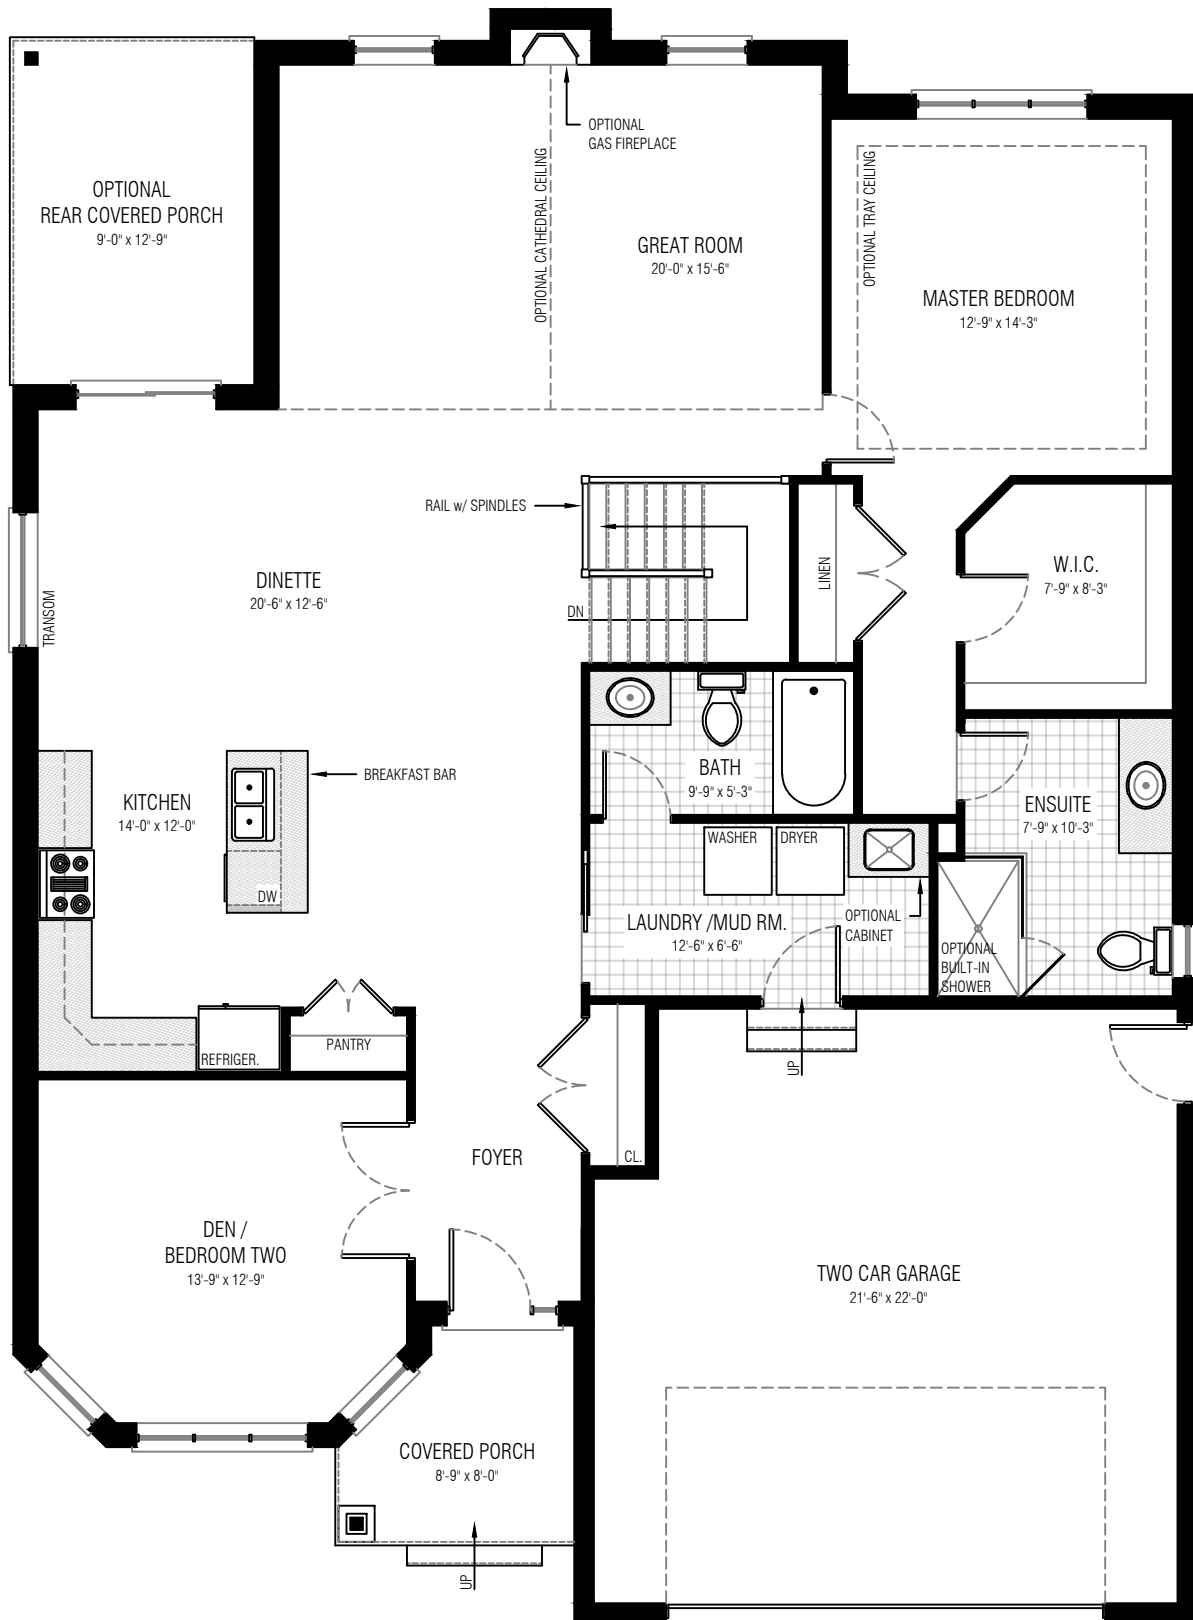 OPTIONAL
GAS FIREPLACE
OPTIONAL CATHEDRAL CEILING
OPTIONAL TRAY CEILING
OPTIONAL
REAR COVERED PORCH
9'-0" x 12'-9"
GREAT ROOM
20'-0" x 15'-6"
MASTER BEDROOM
12'-9" x 14'-3"
RAIL w/ SPINDLES
DN
LINEN
W.I.C.
7'-9" x 8'-3"
DINETTE
20'-6" x 12'-6"
TRANSOM
BREAKFAST BAR
KITCHEN
14'-0" x 12'-0"
DW
BATH
9'-9" x 5'-3"
ENSUITE
7'-9" x 10'-3"
WASHER
DRYER
LAUNDRY /MUD RM.
12'-6" x 6'-6"
OPTIONAL
CABINET
OPTIONAL
BUILT-IN
SHOWER
REFRIGER.
PANTRY
UP
FOYER
CL.
DEN /
BEDROOM TWO
13'-9" x 12'-9"
TWO CAR GARAGE
21'-6" x 22'-0"
COVERED PORCH
8'-9" x 8'-0"
UP